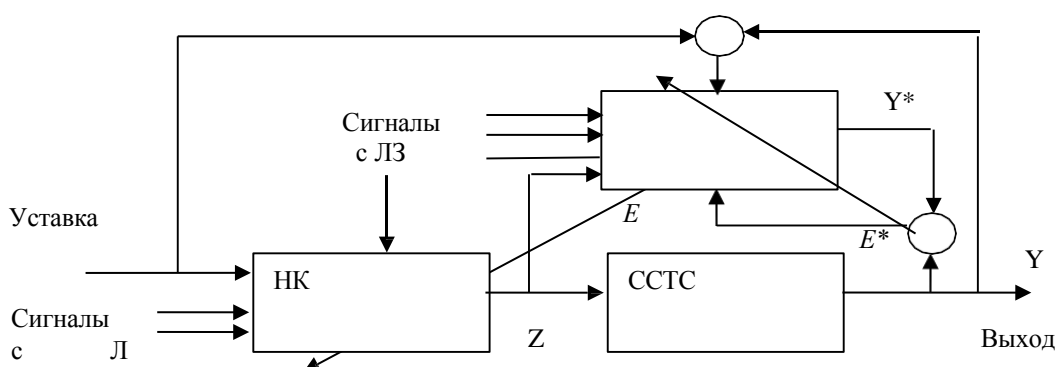 Y*
Сигналы
с ЛЗ
Уставка
E
E*
Y
НК
ССТС
Сигналы
с Л
Z
Выход